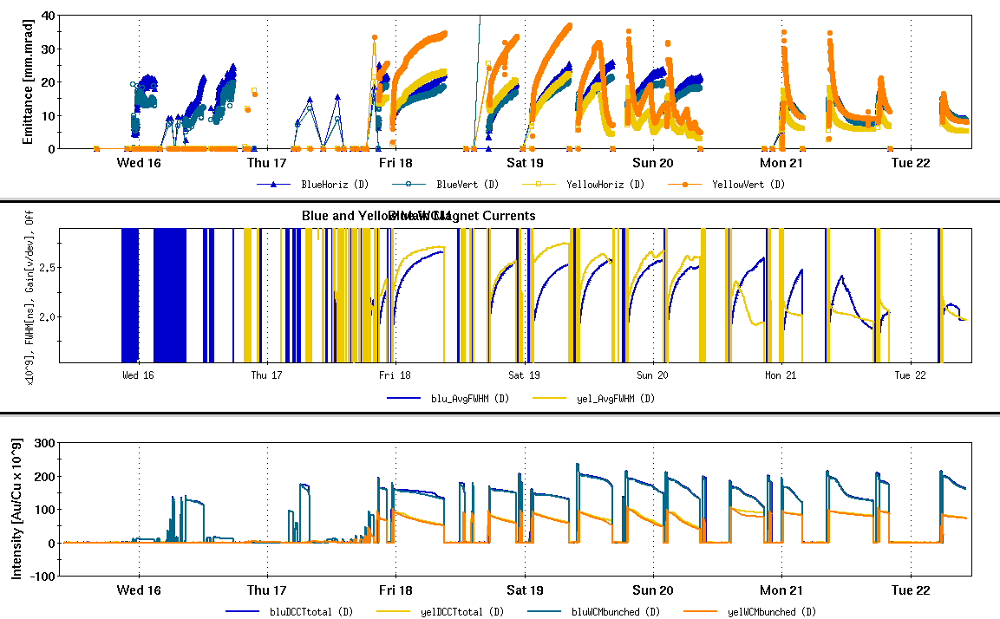 40
30
20
10
0
Emittance [mm.mrad]
Wed 16 Thu 17 Fri 18 Sat 19 Sun 20 Mon 21 Tue 22
BlueHoriz (D) BlueVert (D) YellowHoriz (D) YellowVert (D)
x10^9], FWHM[ns], Gain[v/dev], Off
2.5
2.0
Wed 16 Thu 17 Fri 18 Sat 19 Sun 20 Mon 21 Tue 22
blu_AvgFWHM (D) yel_AvgFWHM (D)
Intensity [Au/Cu x 10^9]
300
200
100
0
-100
Wed 16 Thu 17 Fri 18 Sat 19 Sun 20 Mon 21 Tue 22
bluDCCTtotal (D) yelDCCTtotal (D) bluWCMbunched (D) yelWCMbunched (D)